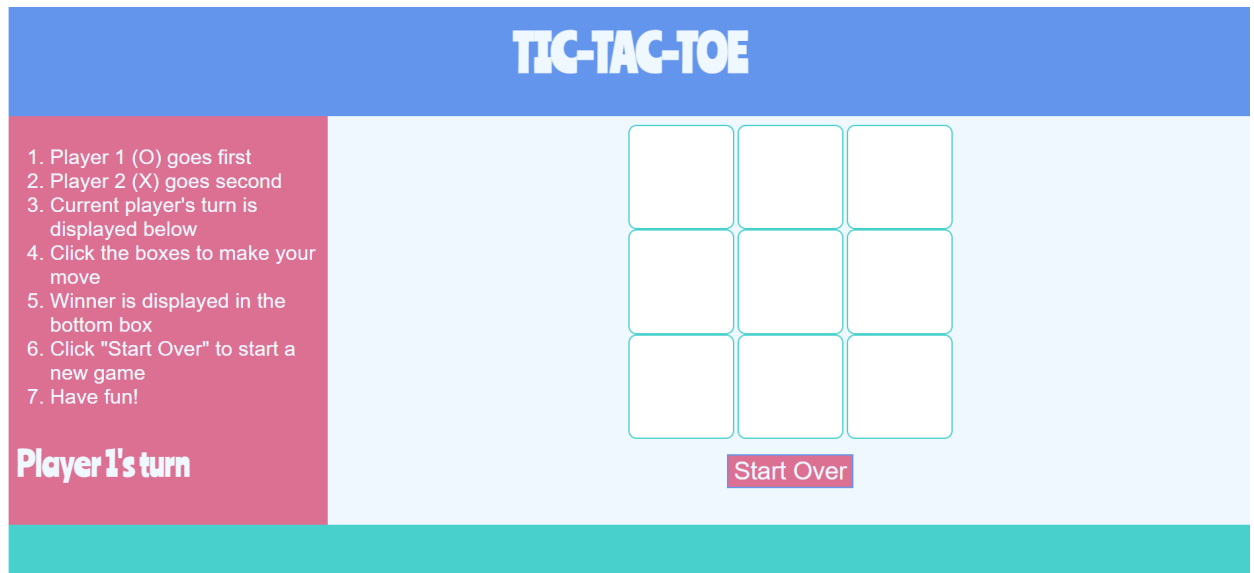 TIC-TAC-TOE
1. Player 1 (O) goes first
2. Player 2 (X) goes second
3. Current player's turn is
displayed below
4. Click the boxes to make your
move
5. Winner is displayed in the
bottom box
6. Click "Start Over" to start a
new game
7. Have fun!
Player 1's turn
Start Over